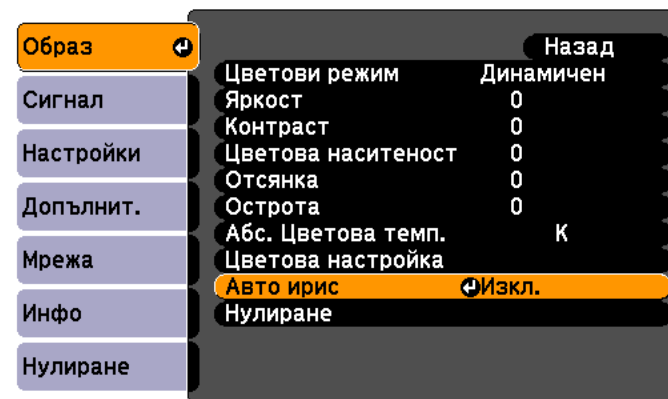 Образ
Сигнал
Настройки
Допълнит.
Мрежа
Инфо
Нулиране
Назад
Цветови режим Динамичен
Яркост 0
Контраст 0
Цветова наситеност 0
Отсянка 0
Острота 0
Абс. Цветова темп. K
Цветова настройка
Авто ирис Изкл.
Нулиране